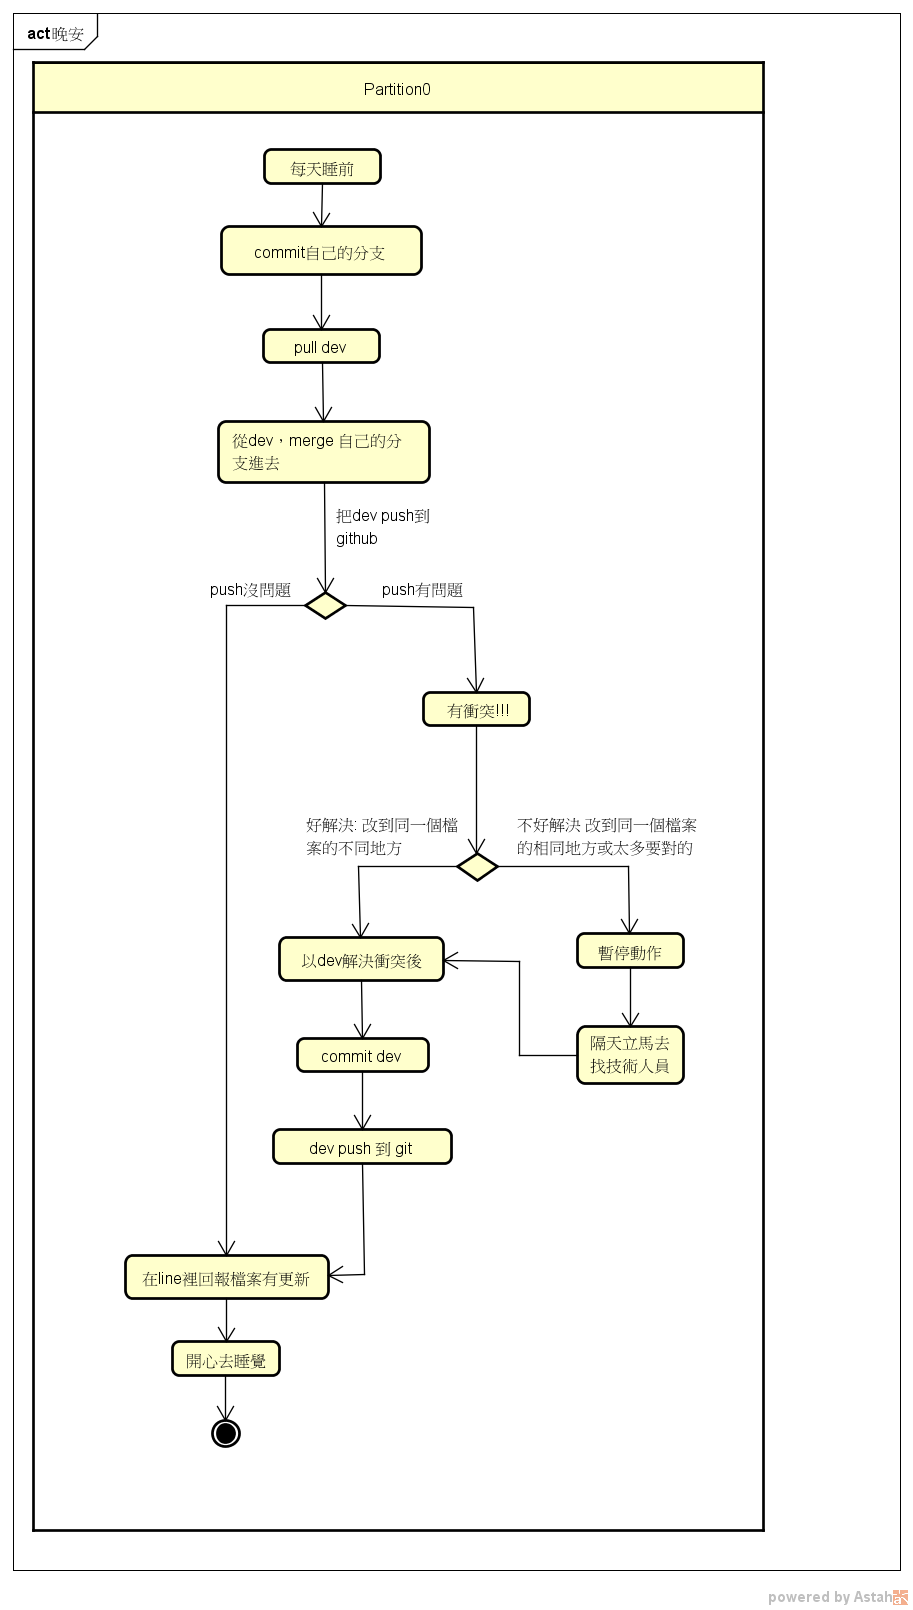 act 晚安
Partition0
每天睡前
commit自己的分支
pull dev
從dev，merge 自己的分
支進去
把dev push到
github
push沒問題
push有問題
有衝突!!!
好解決: 改到同一個檔
案的不同地方
不好解決 改到同一個檔案
的相同地方或太多要對的
以dev解決衝突後
暫停動作
commit dev
隔天立馬去
找技術人員
dev push 到 git
在line裡回報檔案有更新
開心去睡覺
powered by Astah